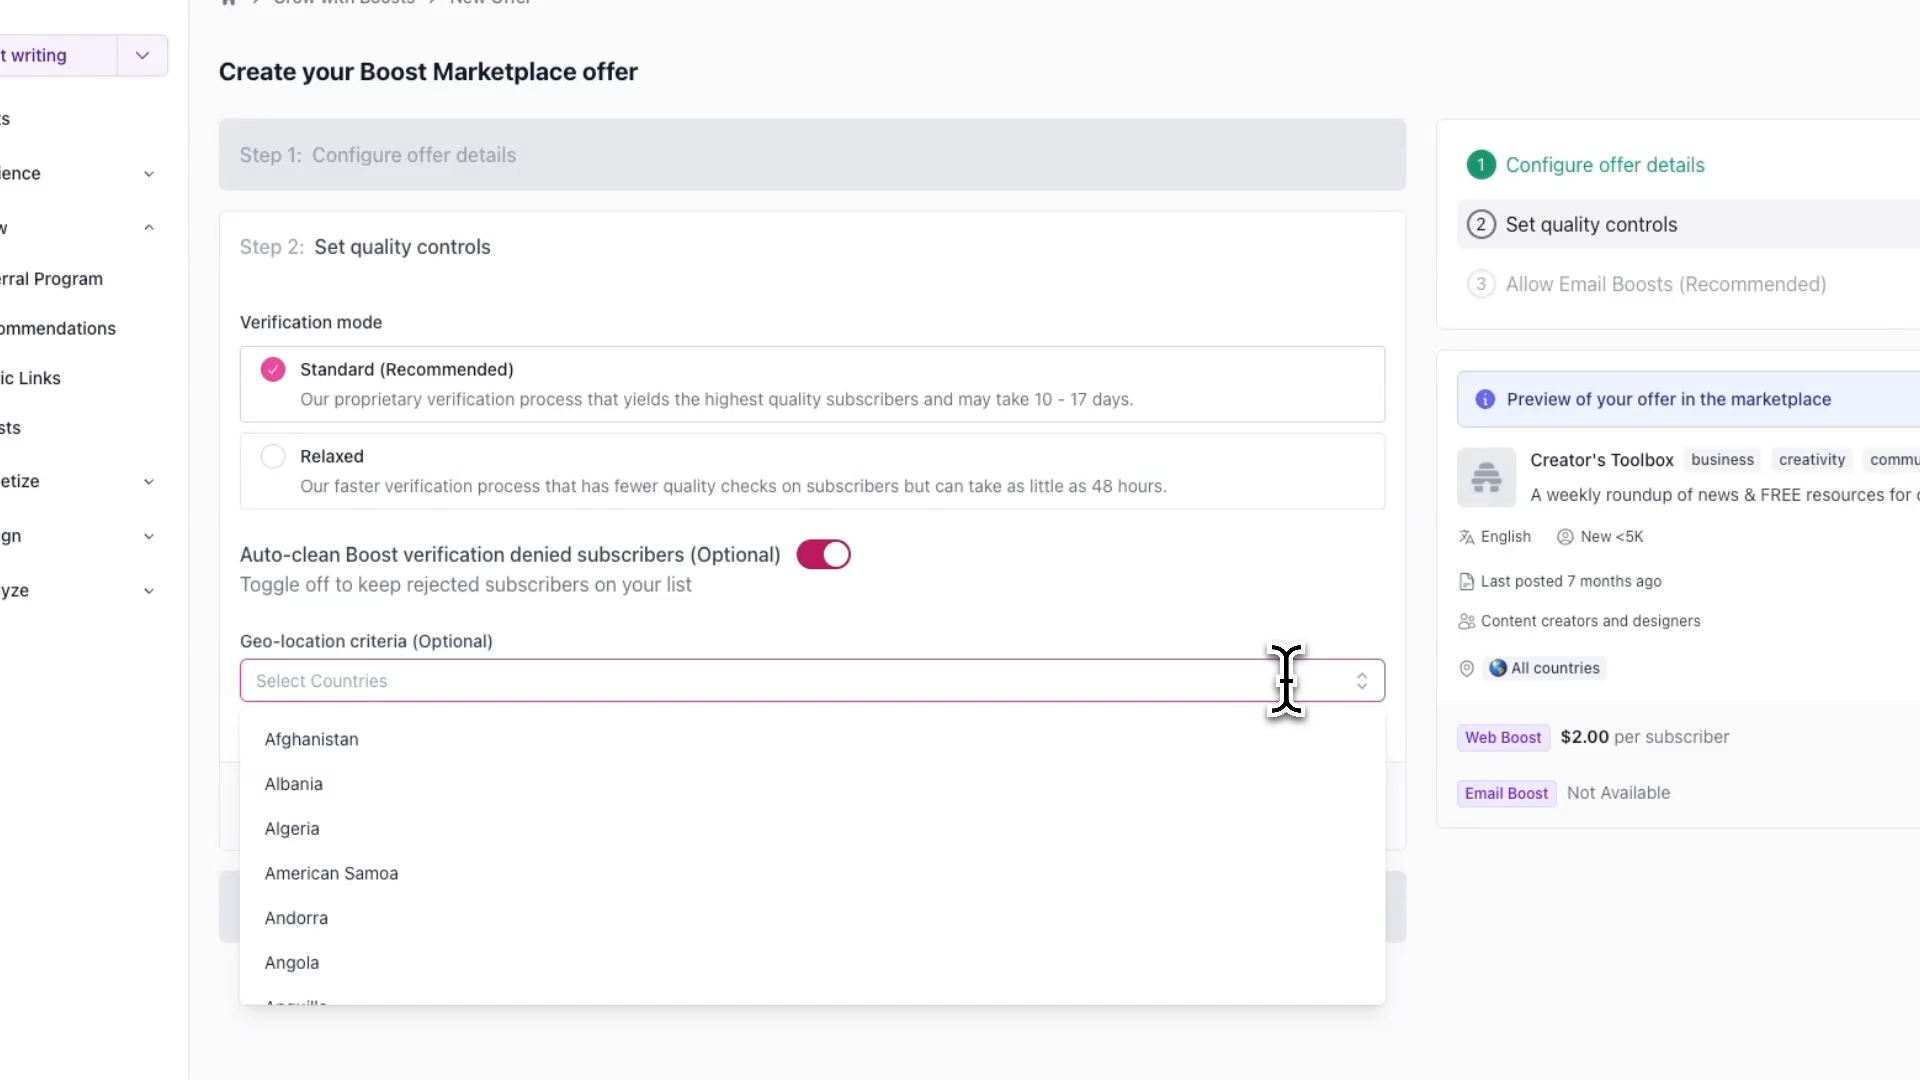 Create your Boost Marketplace offer
t writing
ts
ience
w
rral Program
ommendations
ic Links
sts
etize
gn
yze
Step 1: Configure offer details
Step 2: Set quality controls
Verification mode
Standard (Recommended)
Our proprietary verification process that yields the highest quality subscribers and may take 10 - 17 days.
Relaxed
Our faster verification process that has fewer quality checks on subscribers but can take as little as 48 hours.
Auto-clean Boost verification denied subscribers (Optional)
Toggle off to keep rejected subscribers on your list
Geo-location criteria (Optional)
Select Countries
Afghanistan
Albania
Algeria
American Samoa
Andorra
Angola
1 Configure offer details
2 Set quality controls
3 Allow Email Boosts (Recommended)
Preview of your offer in the marketplace
Creator's Toolbox business creativity commu
A weekly roundup of news & FREE resources for c
English New <5K
Last posted 7 months ago
Content creators and designers
All countries
Web Boost $2.00 per subscriber
Email Boost Not Available